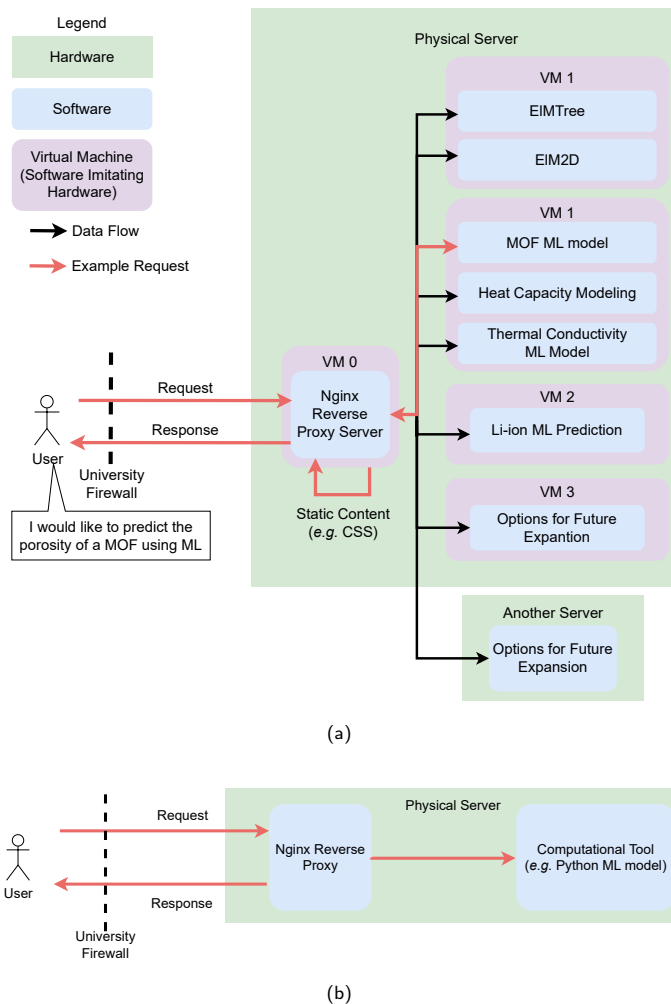 Legend
Hardware
Software
Virtual Machine
(Software Imitating
Hardware)
Data Flow
Example Request
Physical Server
VM 1
ElMTree
ElM2D
VM 1
MOF ML model
Heat Capacity Modeling
Thermal Conductivity
ML Model
VM 0
Nginx
Reverse
Proxy Server
Request
Response
User
University
Firewall
I would like to predict the
porosity of a MOF using ML
Static Content
(e.g. CSS)
VM 2
Li-ion ML Prediction
VM 3
Options for Future
Expantion
Another Server
Options for Future
Expansion
(a)
Physical Server
Request
Nginx Reverse
Proxy
Computational Tool
(e.g. Python ML model)
User
Response
University
Firewall
(b)